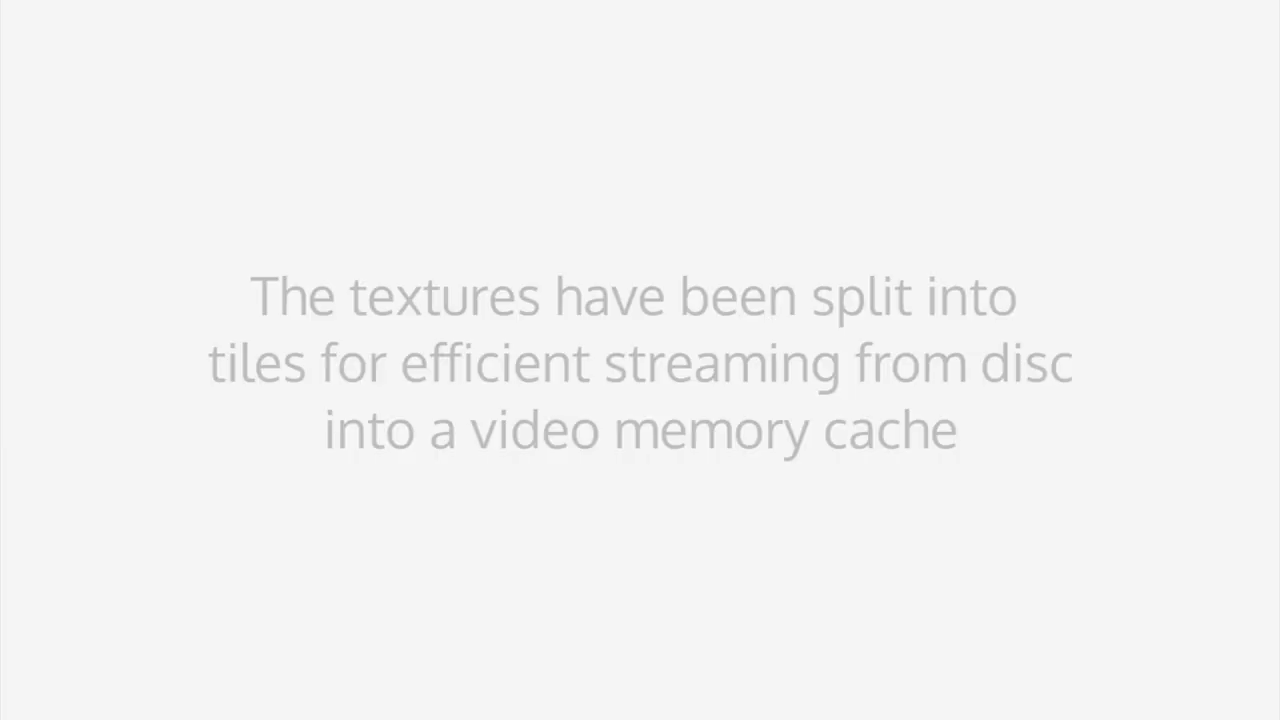 The textures have been split into
tiles for efficient streaming from disc
into a video memory cache